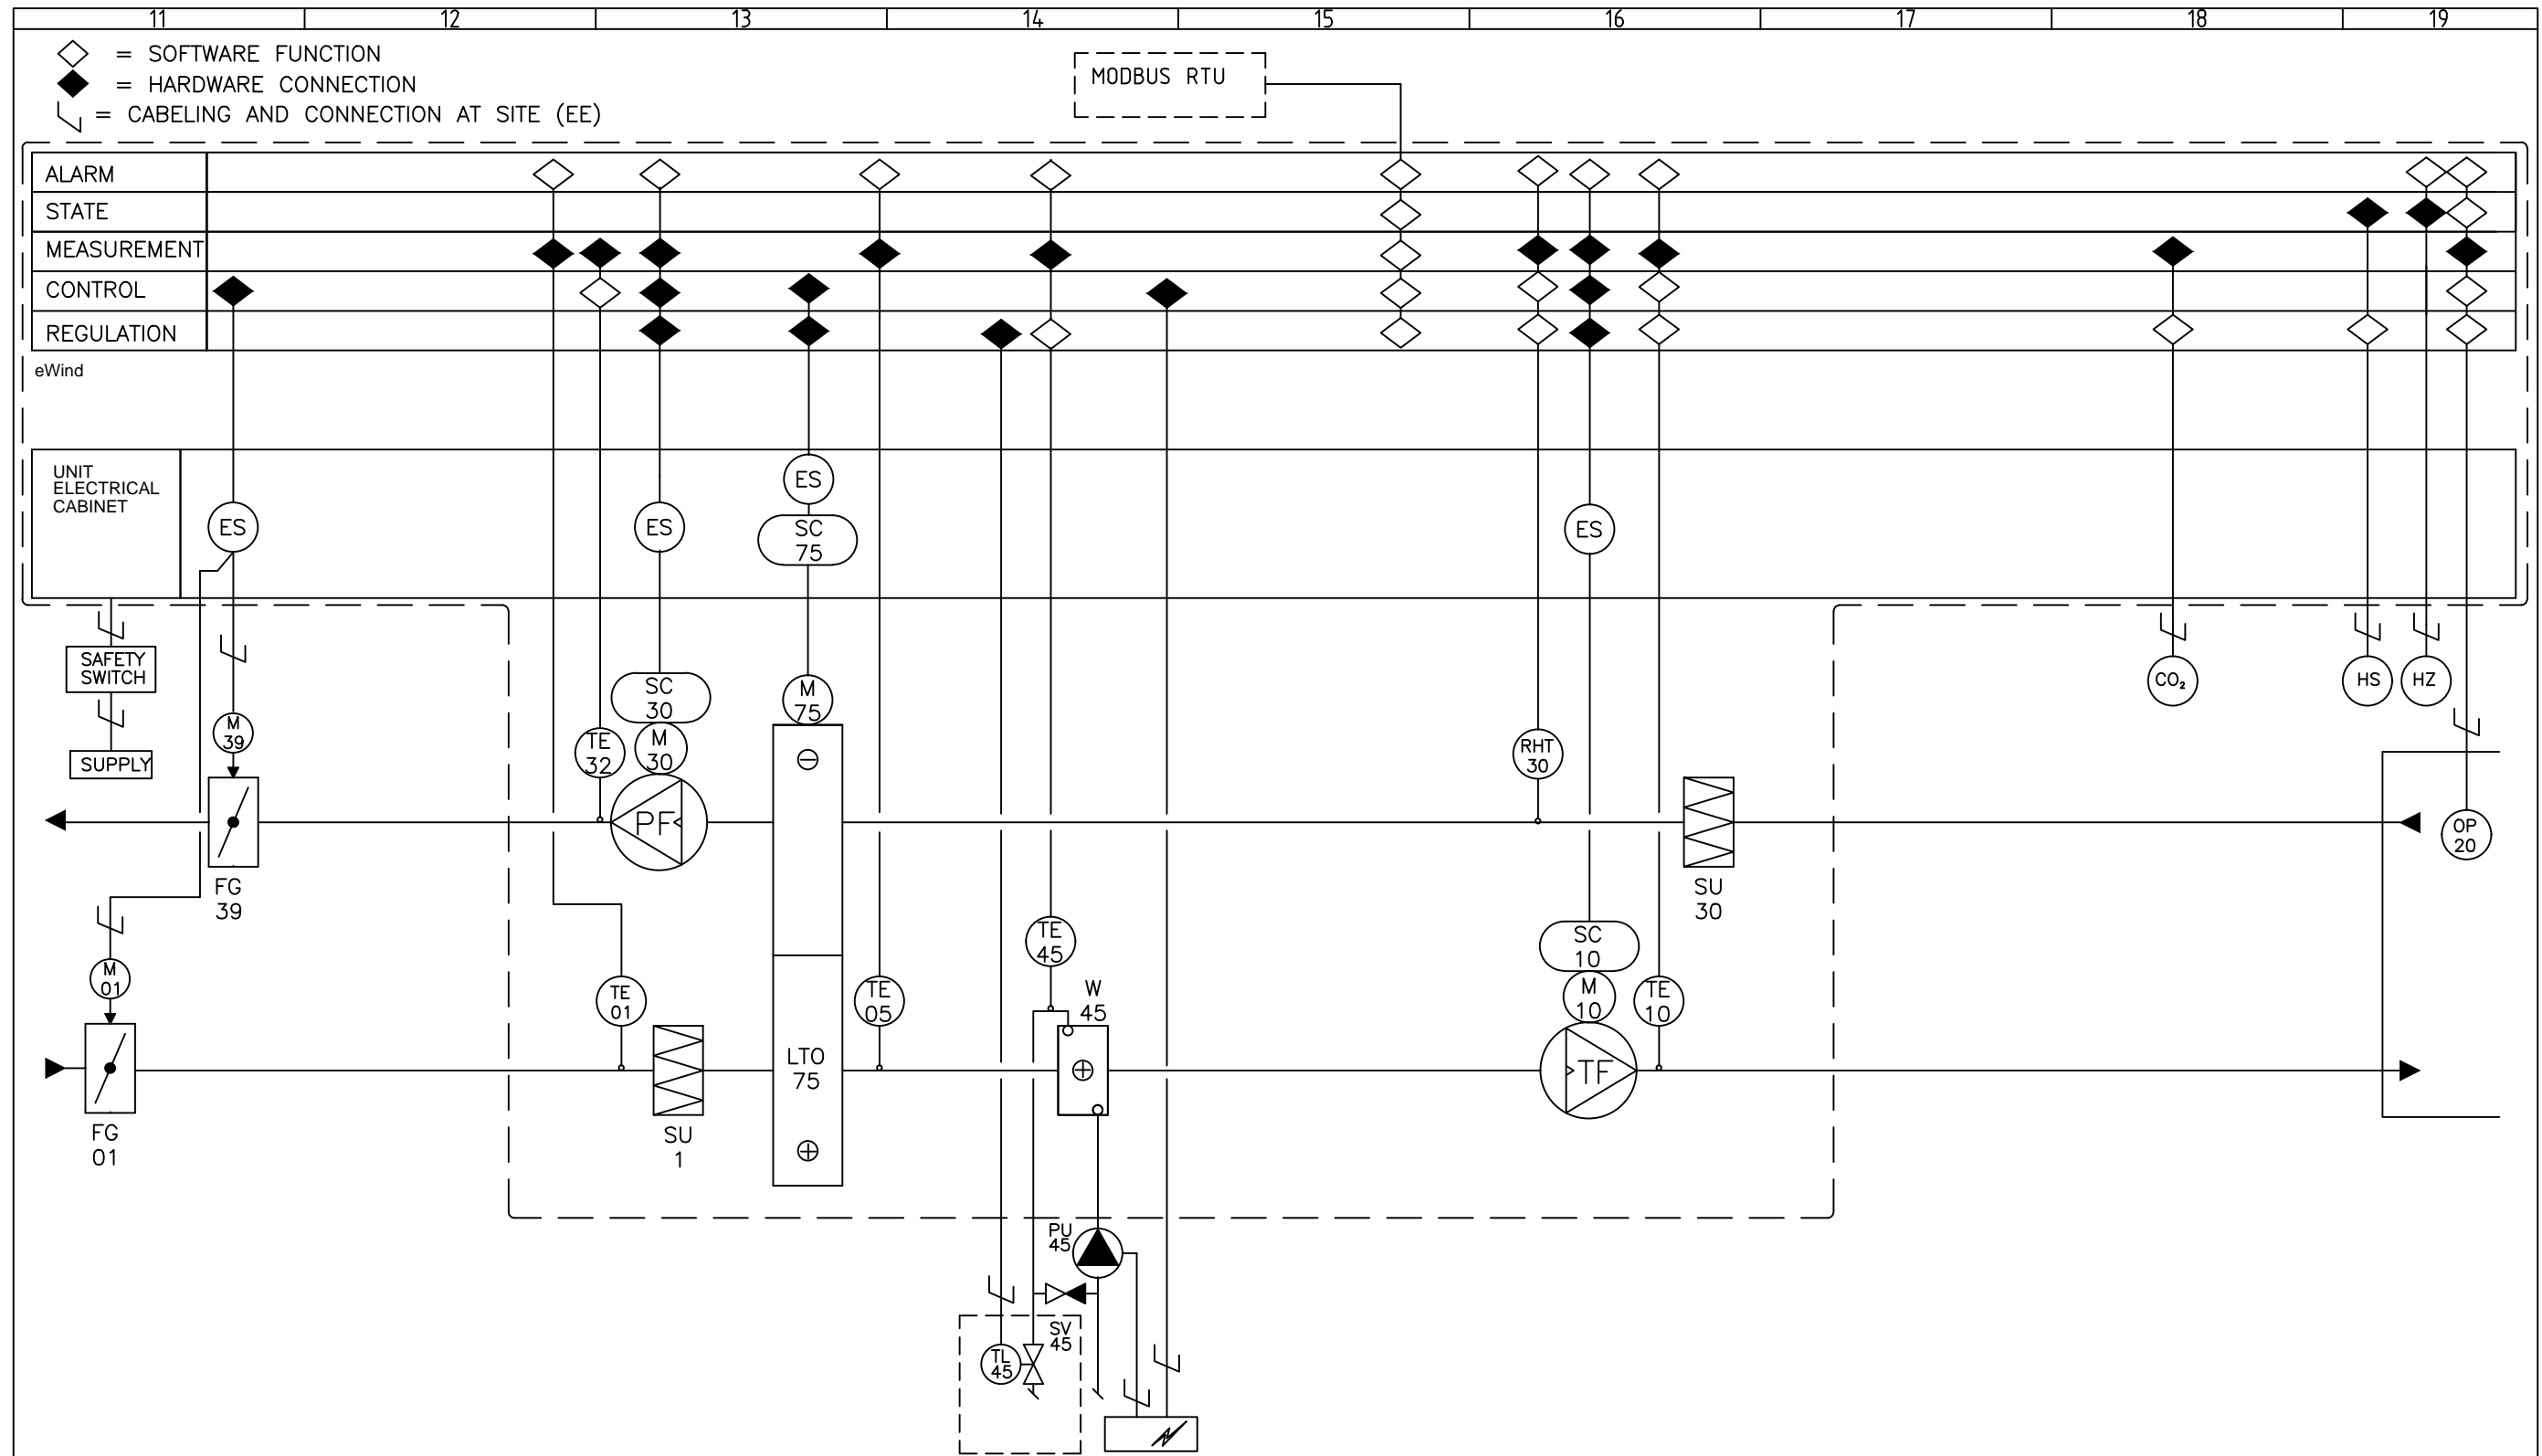 11 12 13 14 15 16 17 18 19
= SOFTWARE FUNCTION
= HARDWARE CONNECTION
= CABELING AND CONNECTION AT SITE (EE)
MODBUS RTU
ALARM
STATE
MEASUREMENT
CONTROL
REGULATION
eWind
UNIT
ELECTRICAL
CABINET
ES
ES
ES
SC
75
ES
SAFETY
SWITCH
SUPPLY
M
39
TE
32
SC
30
M
30
M
75
RHT
30
CO₂
HS
HZ
PF
OP
20
FG
39
SU
30
M
01
TE
01
TE
05
TE
45
W
45
SC
10
M
10
TE
10
LTO
75
TF
FG
01
SU
1
PU
45
SV
45
TL
45